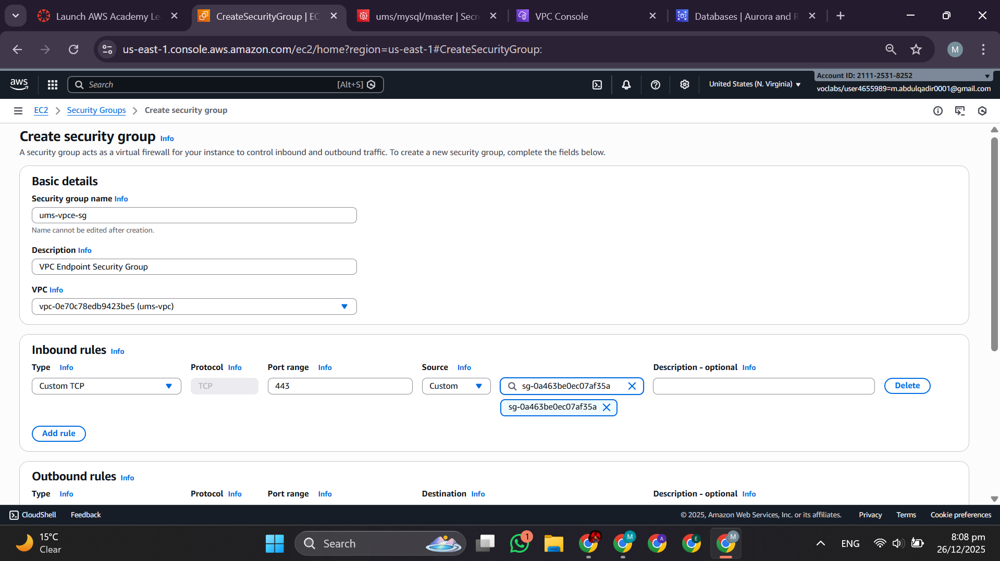 Launch AWS Academy Le
CreateSecurityGroup | EC
ums/mysql/master | Secre
VPC Console
Databases | Aurora and R
us-east-1.console.aws.amazon.com/ec2/home?region=us-east-1#CreateSecurityGroup:
M
aws
Search
[Alt+S]
United States (N. Virginia)
Account ID: 2111-2531-8252
voclabs/user4655989=m.abdulqadir0001@gmail.com
EC2
Security Groups
Create security group
Create security group Info
A security group acts as a virtual firewall for your instance to control inbound and outbound traffic. To create a new security group, complete the fields below.
Basic details
Security group name Info
ums-vpce-sg
Name cannot be edited after creation.
Description Info
VPC Endpoint Security Group
VPC Info
vpc-0e70c78edb9423be5 (ums-vpc)
Inbound rules Info
Type Info Protocol Info Port range Info Source Info Description - optional Info
Custom TCP TCP 443 Custom sg-0a463be0ec07af35a Delete
sg-0a463be0ec07af35a
Add rule
Outbound rules Info
Type Info Protocol Info Port range Info Destination Info Description - optional Info
CloudShell Feedback © 2025, Amazon Web Services, Inc. or its affiliates. Privacy Terms Cookie preferences
15°C
Clear
Search
1
M
A
E
M
ENG
8:08 pm
26/12/2025